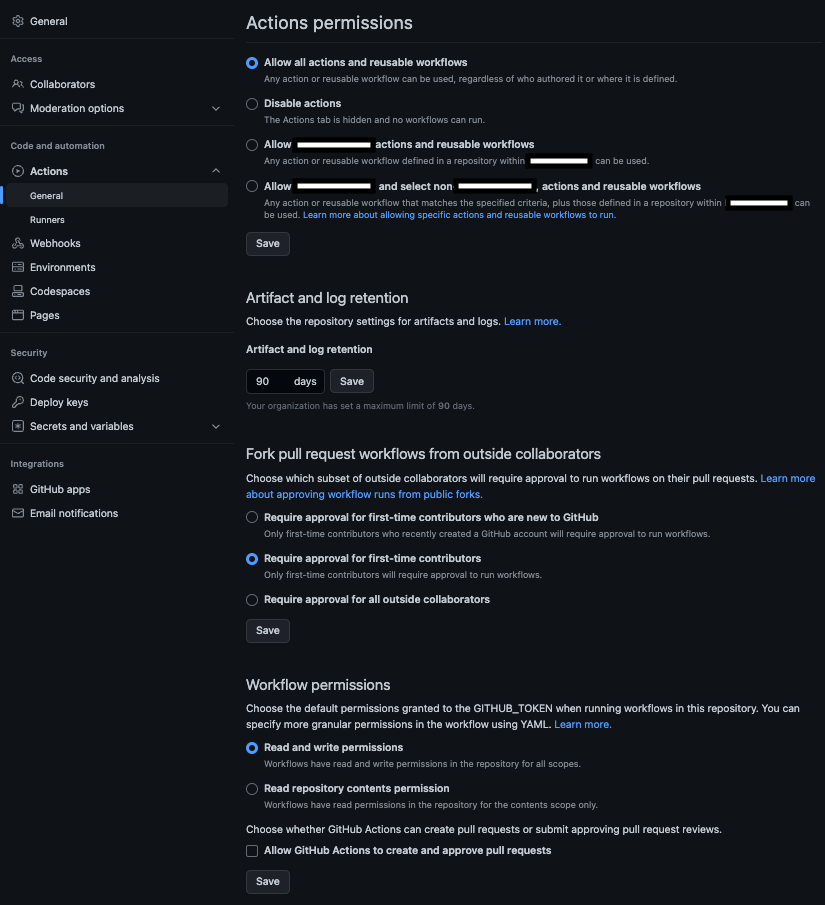 General
Access
Collaborators
Moderation options
Code and automation
Actions
General
Runners
Webhooks
Environments
Codespaces
Pages
Security
Code security and analysis
Deploy keys
Secrets and variables
Integrations
GitHub apps
Email notifications
Actions permissions
Allow all actions and reusable workflows
Any action or reusable workflow can be used, regardless of who authored it or where it is defined.
Disable actions
The Actions tab is hidden and no workflows can run.
Allow actions and reusable workflows
Any action or reusable workflow defined in a repository within can be used.
Allow and select non- , actions and reusable workflows
Any action or reusable workflow that matches the specified criteria, plus those defined in a repository within can
be used. Learn more about allowing specific actions and reusable workflows to run.
Save
Artifact and log retention
Choose the repository settings for artifacts and logs. Learn more.
Artifact and log retention
90 days Save
Your organization has set a maximum limit of 90 days.
Fork pull request workflows from outside collaborators
Choose which subset of outside collaborators will require approval to run workflows on their pull requests. Learn more
about approving workflow runs from public forks.
Require approval for first-time contributors who are new to GitHub
Only first-time contributors who recently created a GitHub account will require approval to run workflows.
Require approval for first-time contributors
Only first-time contributors will require approval to run workflows.
Require approval for all outside collaborators
Save
Workflow permissions
Choose the default permissions granted to the GITHUB_TOKEN when running workflows in this repository. You can
specify more granular permissions in the workflow using YAML. Learn more.
Read and write permissions
Workflows have read and write permissions in the repository for all scopes.
Read repository contents permission
Workflows have read permissions in the repository for the contents scope only.
Choose whether GitHub Actions can create pull requests or submit approving pull request reviews.
Allow GitHub Actions to create and approve pull requests
Save